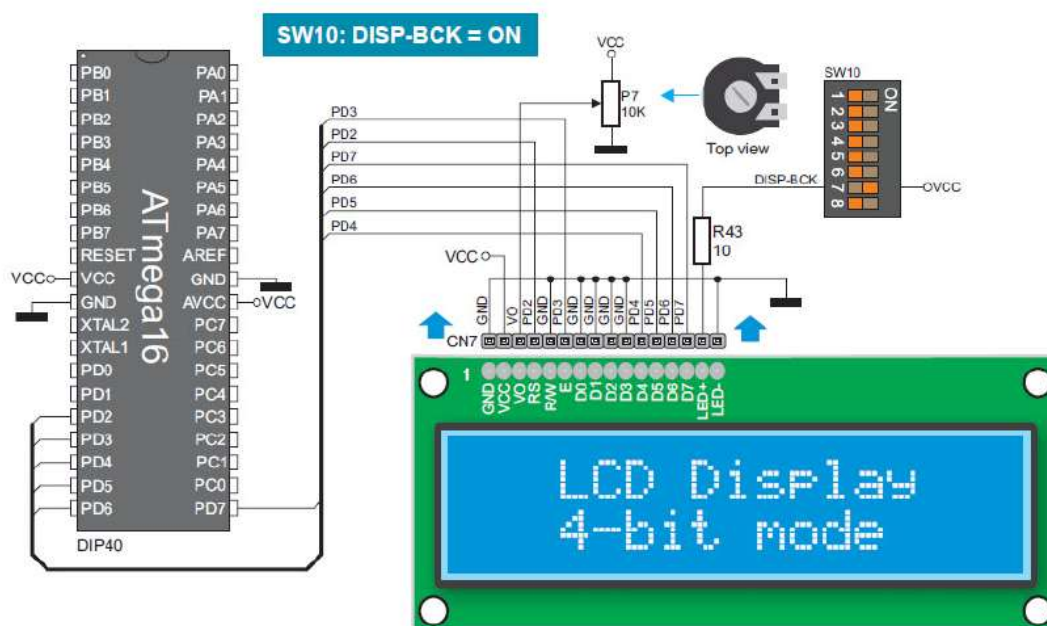 SW10: DISP-BCK = ON
VCC
P7
10K
Top view
SW10
ON
1
2
3
4
5
6
7
8
VCC
DISP-BCK
R43
10
PD3
PD2
PD7
PD6
PD5
PD4
VCC
ATmega16
PB0 PA0
PB1 PA1
PB2 PA2
PB3 PA3
PB4 PA4
PB5 PA5
PB6 PA6
PB7 PA7
RESET AREF
VCC VCC GND
GND AVCC VCC
XTAL2 PC7
XTAL1 PC6
PD0 PC5
PD1 PC4
PD2 PC3
PD3 PC2
PD4 PC1
PD5 PC0
PD6 PD7
DIP40
GND VO PD2 GND PD3 GND GND GND GND PD4 PD5 PD6 PD7
CN7
1
GND VCC VO RS R/W E D0 D1 D2 D3 D4 D5 D6 D7 LED+ LED-
LCD Display
4-bit mode